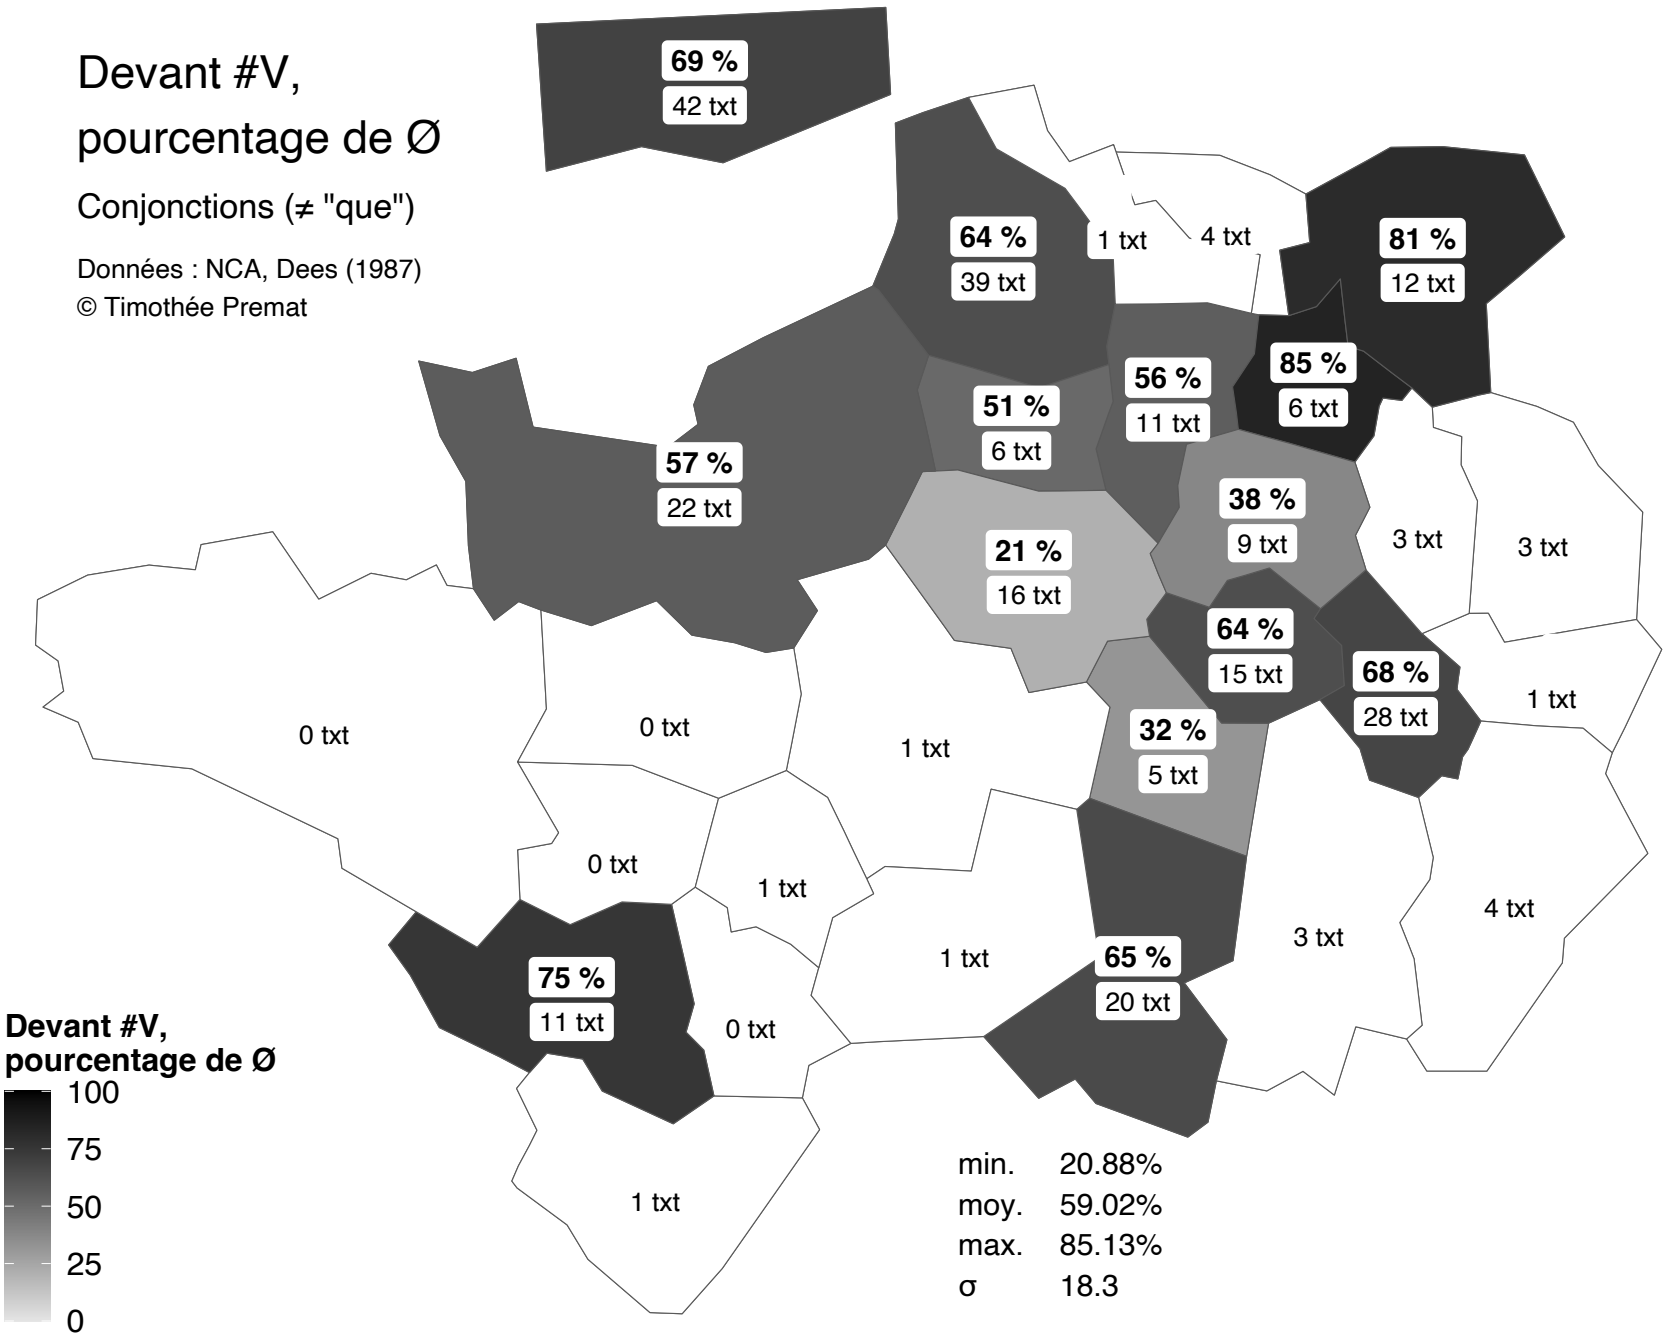 Devant #V,
pourcentage de Ø
Conjonctions (≠ "que")
Données : NCA, Dees (1987)
© Timothée Premat
69 %
42 txt
64 %
39 txt
1 txt
4 txt
81 %
12 txt
57 %
22 txt
51 %
6 txt
56 %
11 txt
85 %
6 txt
21 %
16 txt
38 %
9 txt
3 txt
3 txt
64 %
15 txt
68 %
28 txt
1 txt
0 txt
0 txt
1 txt
32 %
5 txt
0 txt
1 txt
1 txt
65 %
20 txt
3 txt
4 txt
75 %
11 txt
0 txt
1 txt
Devant #V,
pourcentage de Ø
100
75
50
25
0
min. 20.88%
moy. 59.02%
max. 85.13%
σ 18.3